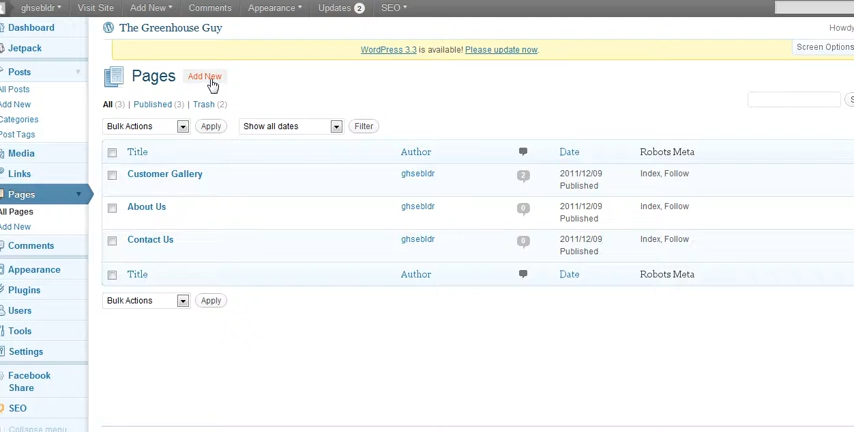 ghsebldr Visit Site Add New Comments Appearance Updates 2 SEO
The Greenhouse Guy Howdy
WordPress 3.3 is available! Please update now.
Screen Options
Pages Add New
All (3) | Published (3) | Trash (2)
Bulk Actions Apply Show all dates Filter S
Title Author Date Robots Meta
Customer Gallery ghsebldr 2 2011/12/09 Index, Follow
Published
About Us ghsebldr 0 2011/12/09 Index, Follow
Published
Contact Us ghsebldr 0 2011/12/09 Index, Follow
Published
Title Author Date Robots Meta
Bulk Actions Apply
Dashboard
Jetpack
Posts
All Posts
Add New
Categories
Post Tags
Media
Links
Pages
All Pages
Add New
Comments
Appearance
Plugins
Users
Tools
Settings
Facebook
Share
SEO
Collapse menu